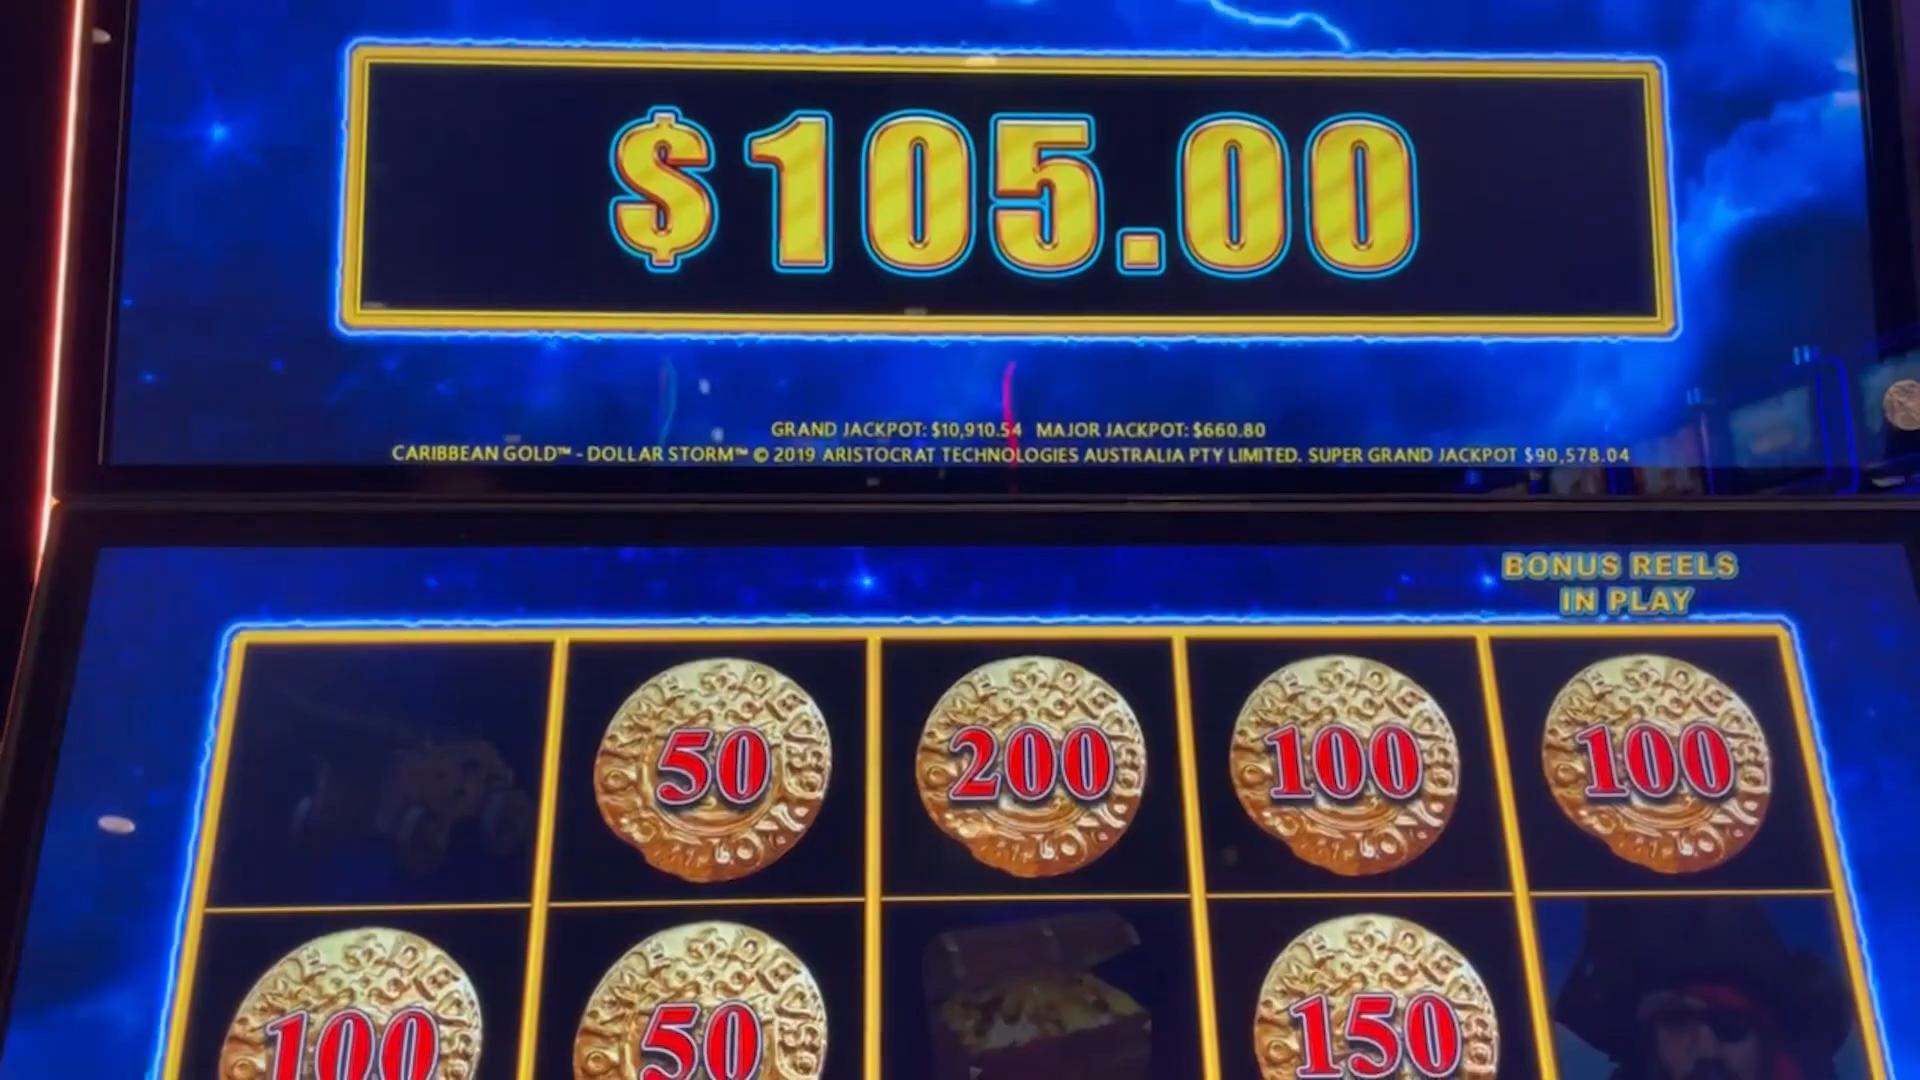 $105.00
GRAND JACKPOT: $10,910.54 MAJOR JACKPOT: $660.80
CARIBBEAN GOLD™ - DOLLAR STORM™ © 2019 ARISTOCRAT TECHNOLOGIES AUSTRALIA PTY LIMITED. SUPER GRAND JACKPOT $90,578.04
BONUS REELS
IN PLAY
50 200 100 100
100 50 150